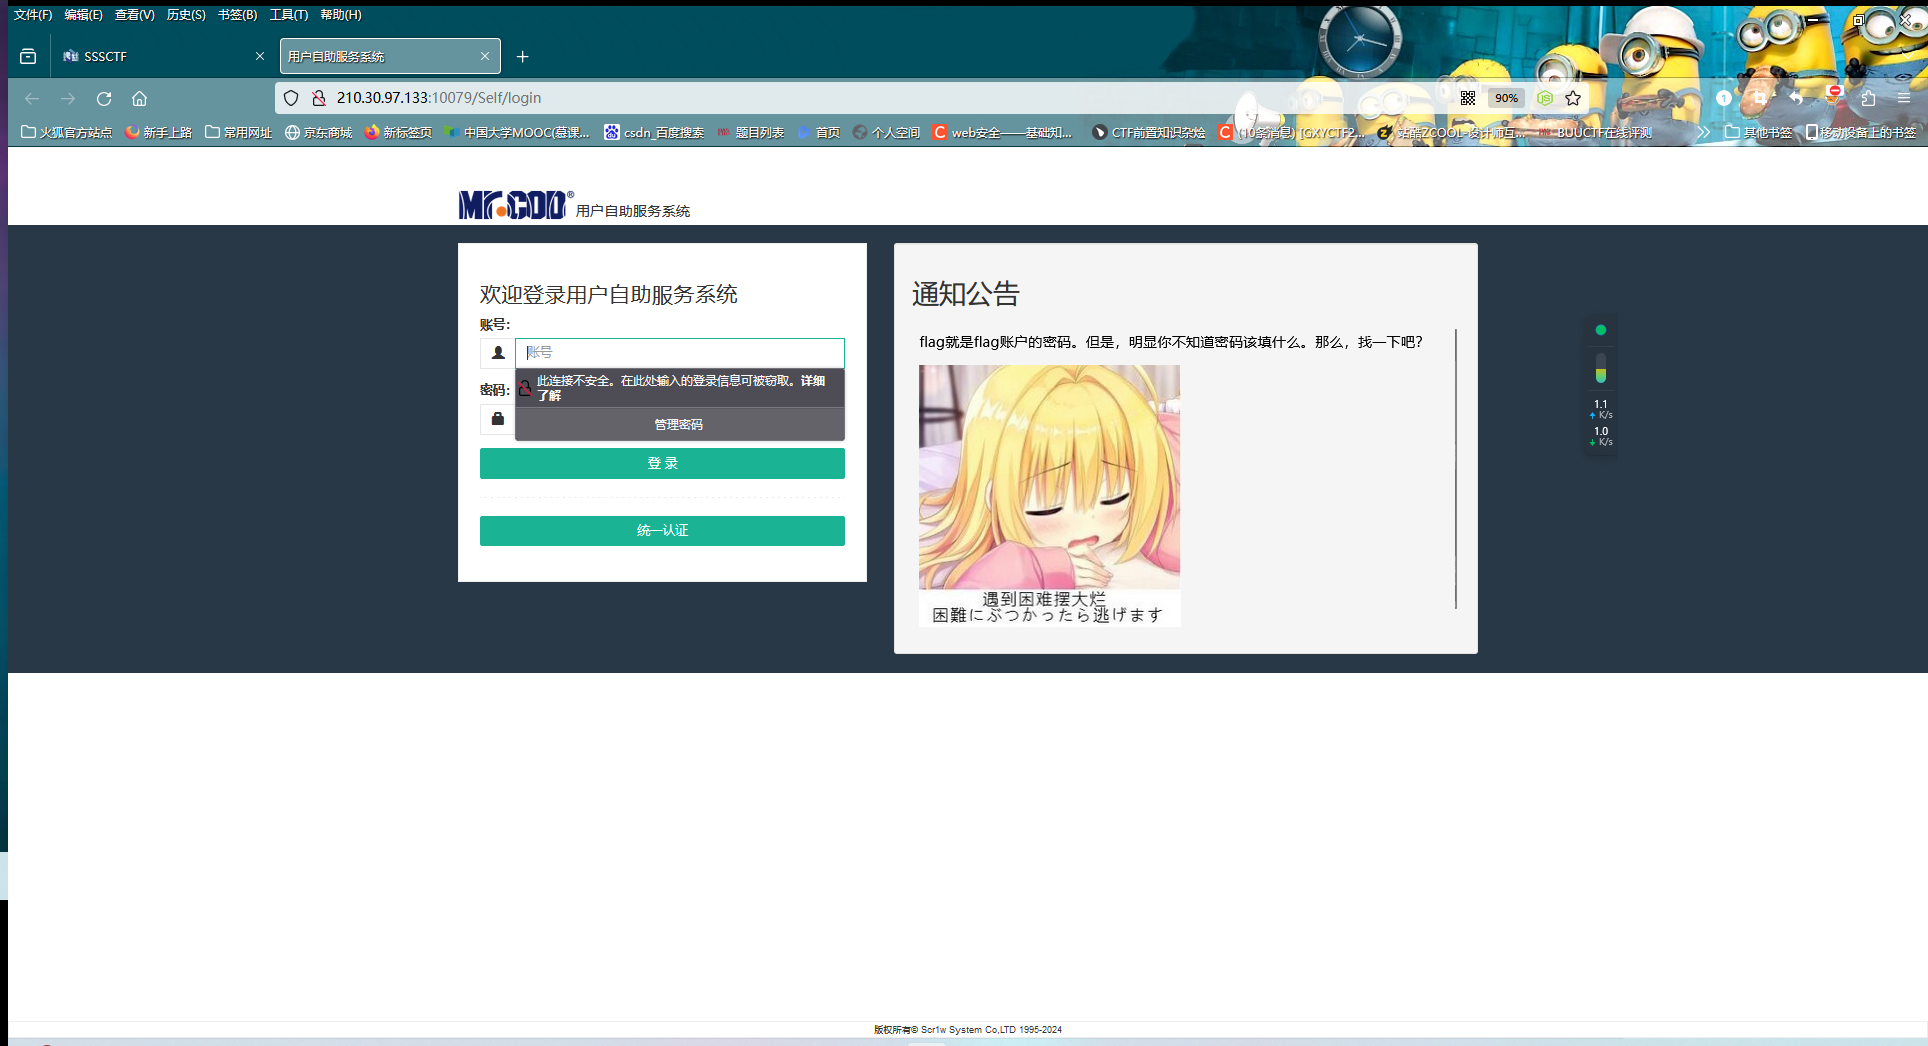 文件(F) 编辑(E) 查看(V) 历史(S) 书签(B) 工具(T) 帮助(H)
SSSCTF
用户自助服务系统
210.30.97.133:10079/Self/login
90%
火狐官方站点 新手上路 常用网址 京东商城 新标签页 中国大学MOOC(慕课... csdn_百度搜索 题目列表 首页 个人空间 web安全——基础知... CTF前置知识杂烩 (10条消息) [GXYCTF2... 站酷ZCOOL-设计师互... BUUCTF在线评测 其他书签 移动设备上的书签
Mr.COO® 用户自助服务系统
欢迎登录用户自助服务系统
账号:
账号
此连接不安全。在此处输入的登录信息可被窃取。详细
了解
密码:
管理密码
登 录
统一认证
通知公告
flag就是flag账户的密码。但是，明显你不知道密码该填什么。那么，找一下吧?
遇到困难摆大烂
困難にぶつかったら逃げます
1.1
K/s
1.0
K/s
版权所有© Scr1w System Co,LTD 1995-2024